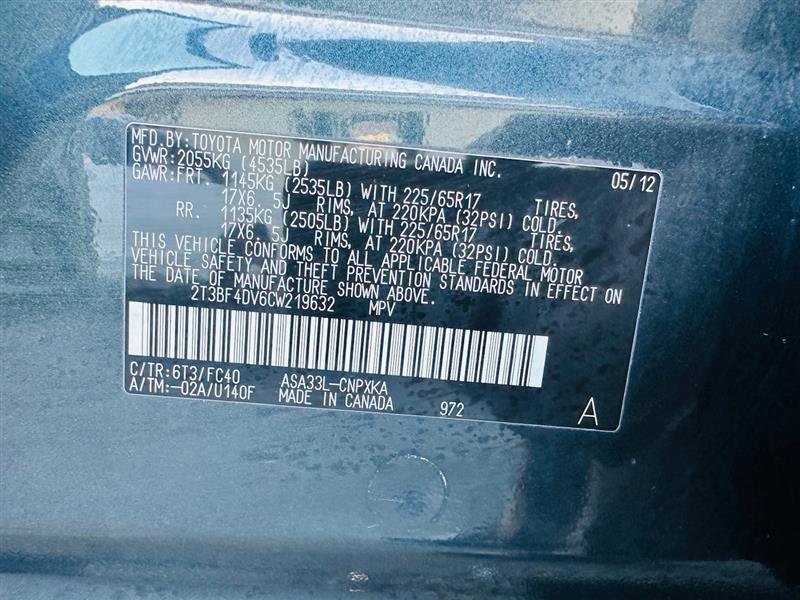 MFD.BY:TOYOTA MOTOR MANUFACTURING CANADA INC.
GVWR:2055KG (4535LB) 05/12
GAWR:FRT. 1145KG (2535LB) WITH 225/65R17 TIRES,
17X6. 5J RIMS, AT 220KPA (32PSI) COLD.
RR. 1135KG (2505LB) WITH 225/65R17 TIRES,
17X6. 5J RIMS, AT 220KPA (32PSI) COLD.
THIS VEHICLE CONFORMS TO ALL APPLICABLE FEDERAL MOTOR
VEHICLE SAFETY AND THEFT PREVENTION STANDARDS IN EFFECT ON
THE DATE OF MANUFACTURE SHOWN ABOVE.
2T3BF4DV6CW219632 MPV
C/TR:6T3/FC40 ASA33L-CNPXKA
A/TM:-02A/U140F MADE IN CANADA 972 A